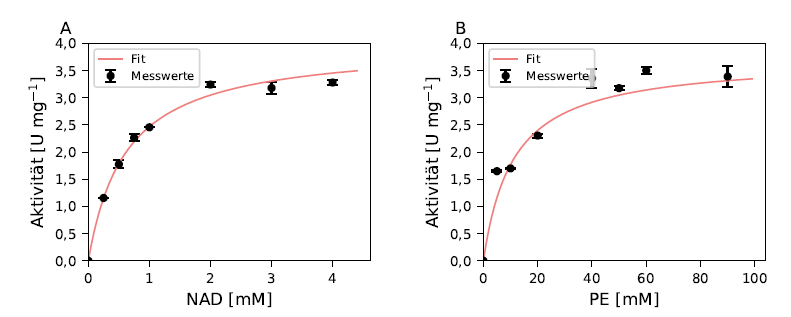 A
Aktivität [U mg⁻¹]
4,0
3,5
3,0
2,5
2,0
1,5
1,0
0,5
0,0
Fit
Messwerte
0 1 2 3 4
NAD [mM]
B
Aktivität [U mg⁻¹]
4,0
3,5
3,0
2,5
2,0
1,5
1,0
0,5
0,0
Fit
Messwerte
0 20 40 60 80 100
PE [mM]